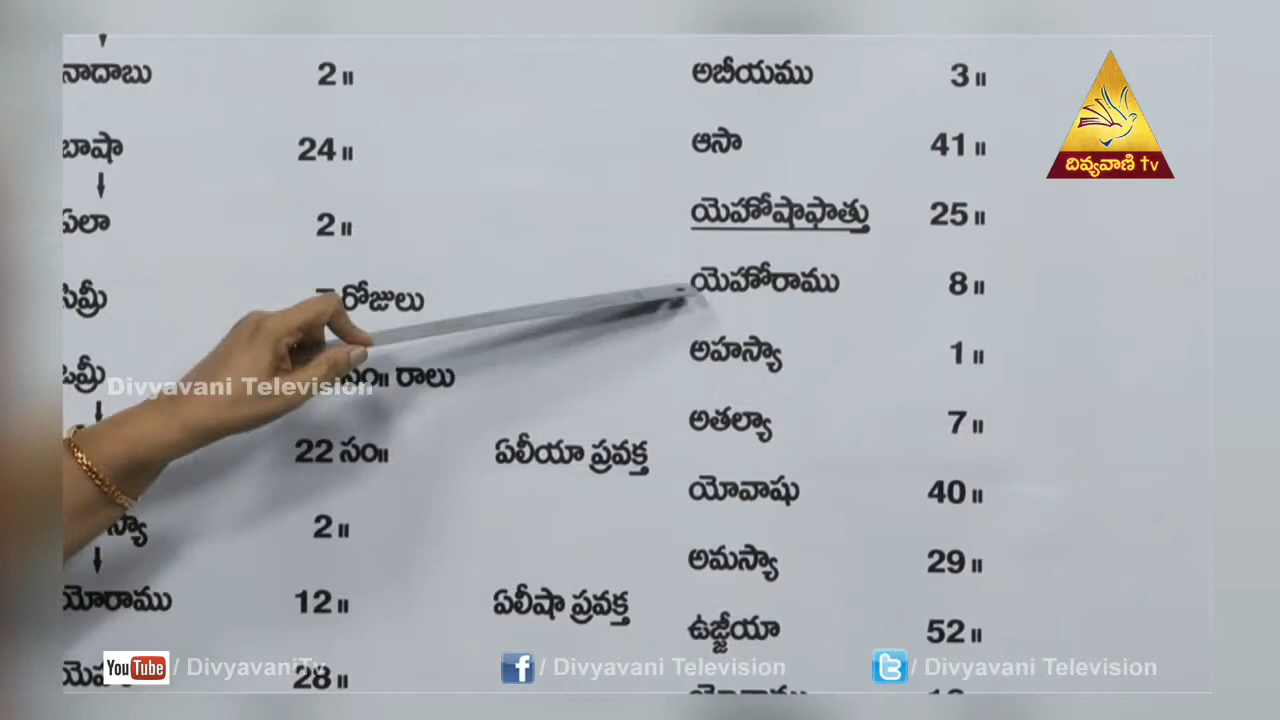 నాదాబు 2 ॥ అబీయము 3 ॥
బాషా 24 ॥ ఆసా 41 ॥
దివ్యవాణి tv
ఏలా 2 ॥ యెహోషాఫాత్తు 25 ॥
రోజులు యెహోరాము 8 ॥
సం॥ రాలు అహస్యా 1 ॥
Divyavani Television
అతల్యా 7 ॥
22 సం॥ ఏలీయా ప్రవక్త
యోవాషు 40 ॥
2 ॥ అమస్యా 29 ॥
యోరాము 12 ॥ ఏలీషా ప్రవక్త
ఉజ్జీయా 52 ॥
28 ॥
YouTube / DivyavaniTv f / Divyavani Television / Divyavani Television